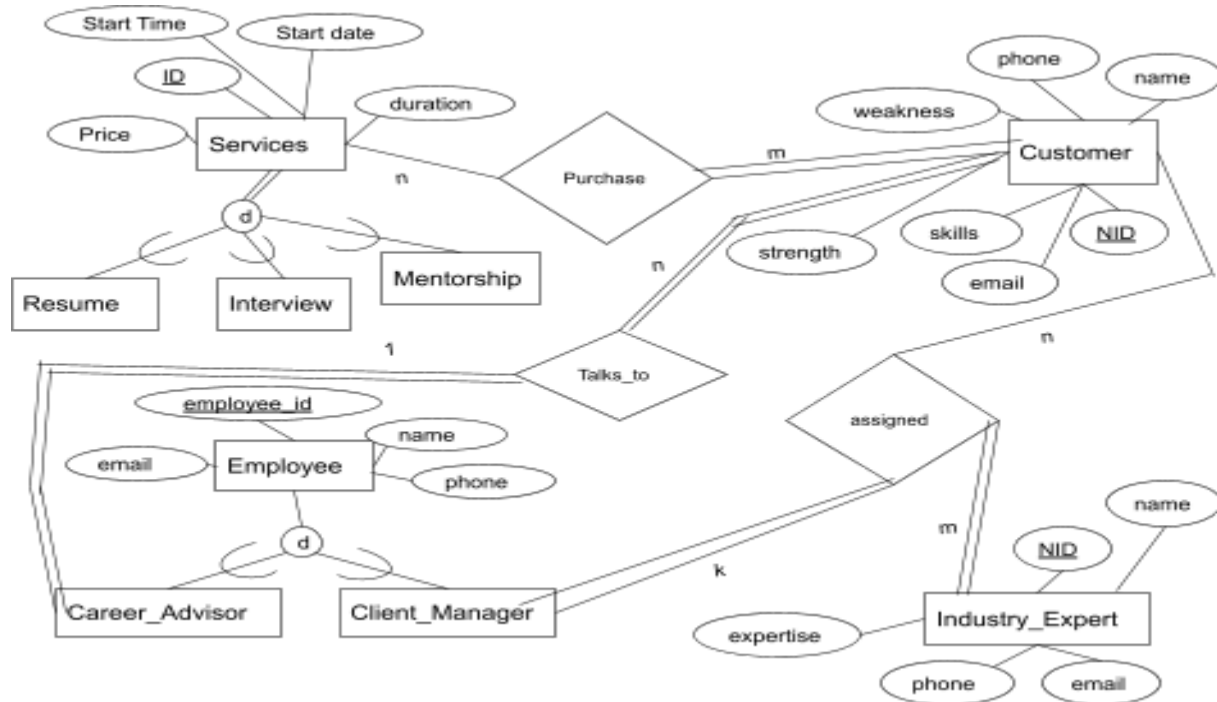 Start Time
Start date
phone
name
ID
duration
weakness
Price
Services
Customer
m
n
Purchase
d
skills
NID
strength
n
email
Mentorship
Resume
Interview
n
1
Talks_to
employee_id
assigned
name
email
Employee
phone
name
m
d
NID
k
Career_Advisor
Client_Manager
Industry_Expert
expertise
phone
email